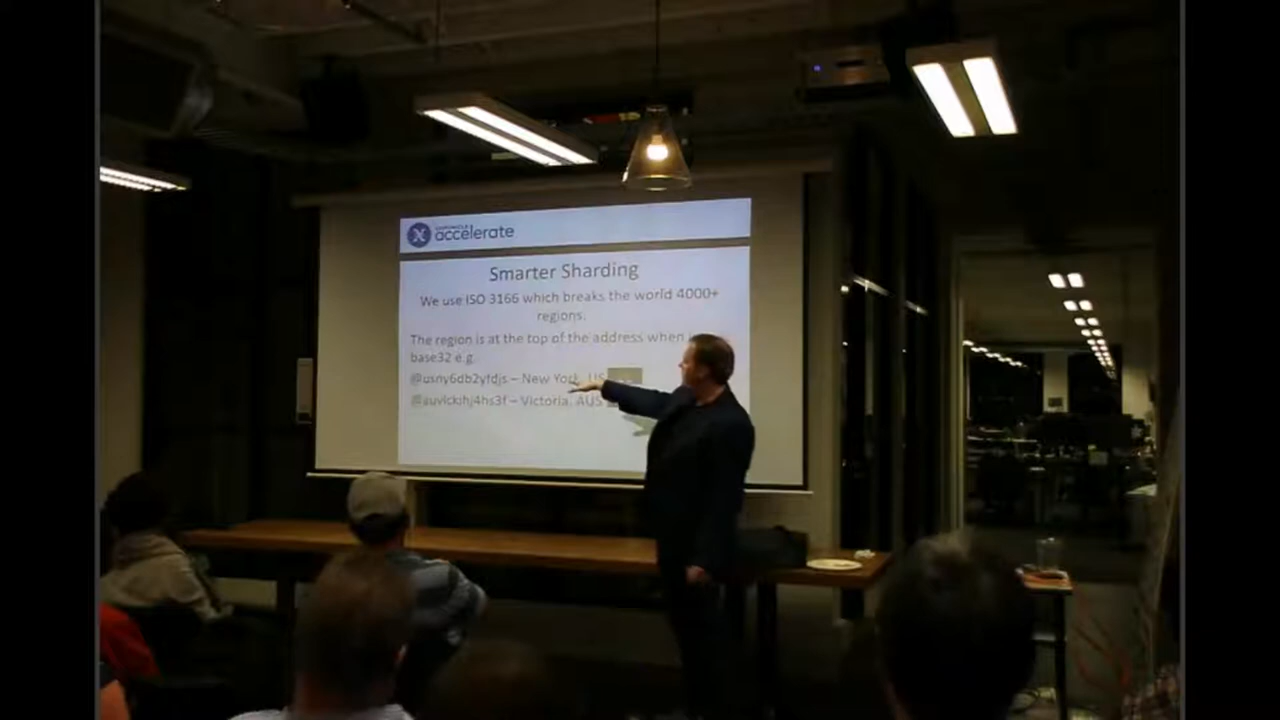 accelerate
Smarter Sharding
We use ISO 3166 which breaks the world 4000+
regions.
The region is at the top of the address when
base32 e.g.
@usny6db2yfdjs – New York, US
– Victoria, AUS